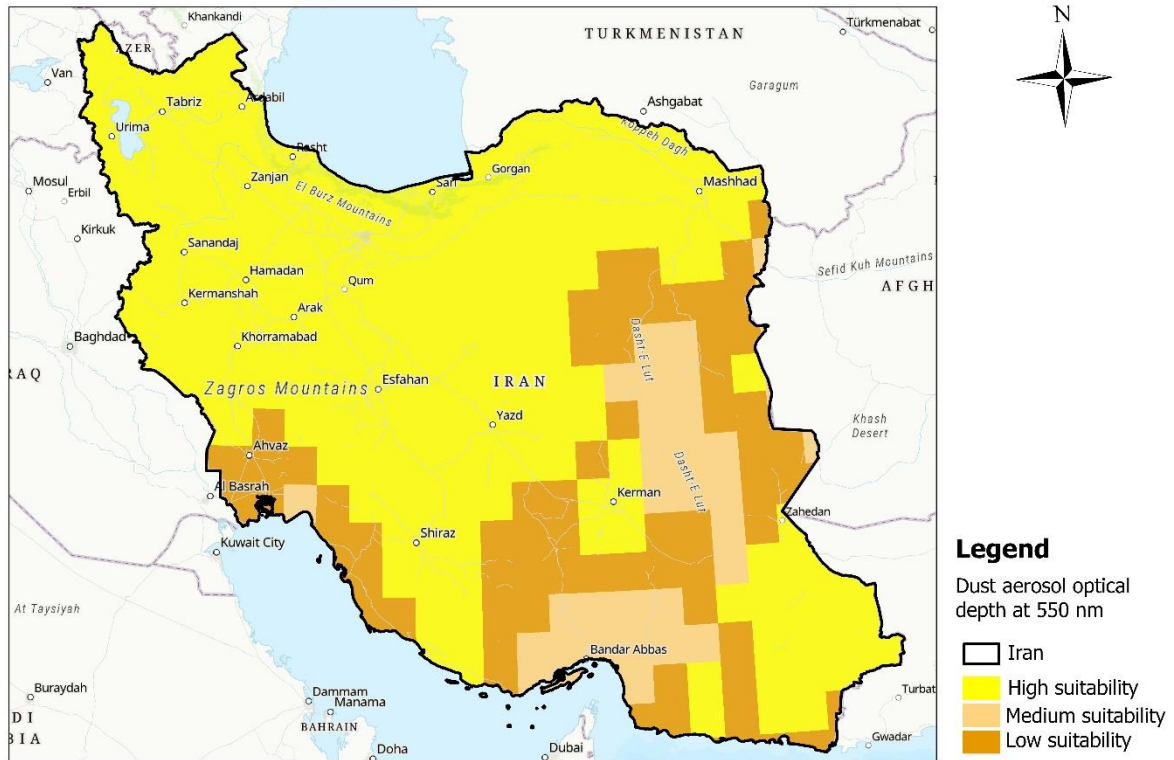 Khankandi
AZER
Türkmenabat
TURKMENISTAN
N
Van
Garagum
Tabriz
Ardabil
Ashgabat
Urima
Koppeh Dagh
Rasht
Mosul
Erbil
Zanjan
Sari
Gorgan
Mashhad
El Burz Mountains
Kirkuk
Sanandaj
Sefid Kuh Mountains
Hamadan
Qum
AFGH
Kermanshah
Arak
Baghdad
Khorramabad
Dasht-E Lut
RAQ
Zagros Mountains
Esfahan
IRAN
Yazd
Khash
Desert
Ahvaz
Dasht-E Lut
Al Basrah
Kerman
Zahedan
Shiraz
Kuwait City
At Taysiyah
Bandar Abbas
Buraydah
Dammam
Manama
BAHRAIN
Turbat
DI
BIA
Doha
Dubai
Gwadar
Legend
Dust aerosol optical
depth at 550 nm
Iran
High suitability
Medium suitability
Low suitability